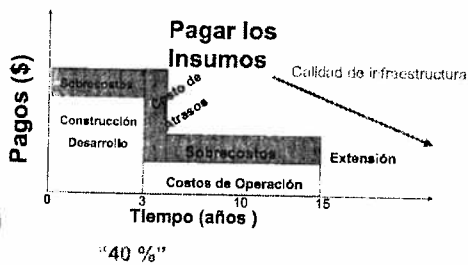 Pagar los
Insumos
Pagos ($)
Calidad de infraestructura
Sobrecostos
Costo de
Atrasos
Construcción
Desarrollo
Sobrecostos
Extensión
Costos de Operación
0
3
10
15
Tiempo (años )
"40 %"